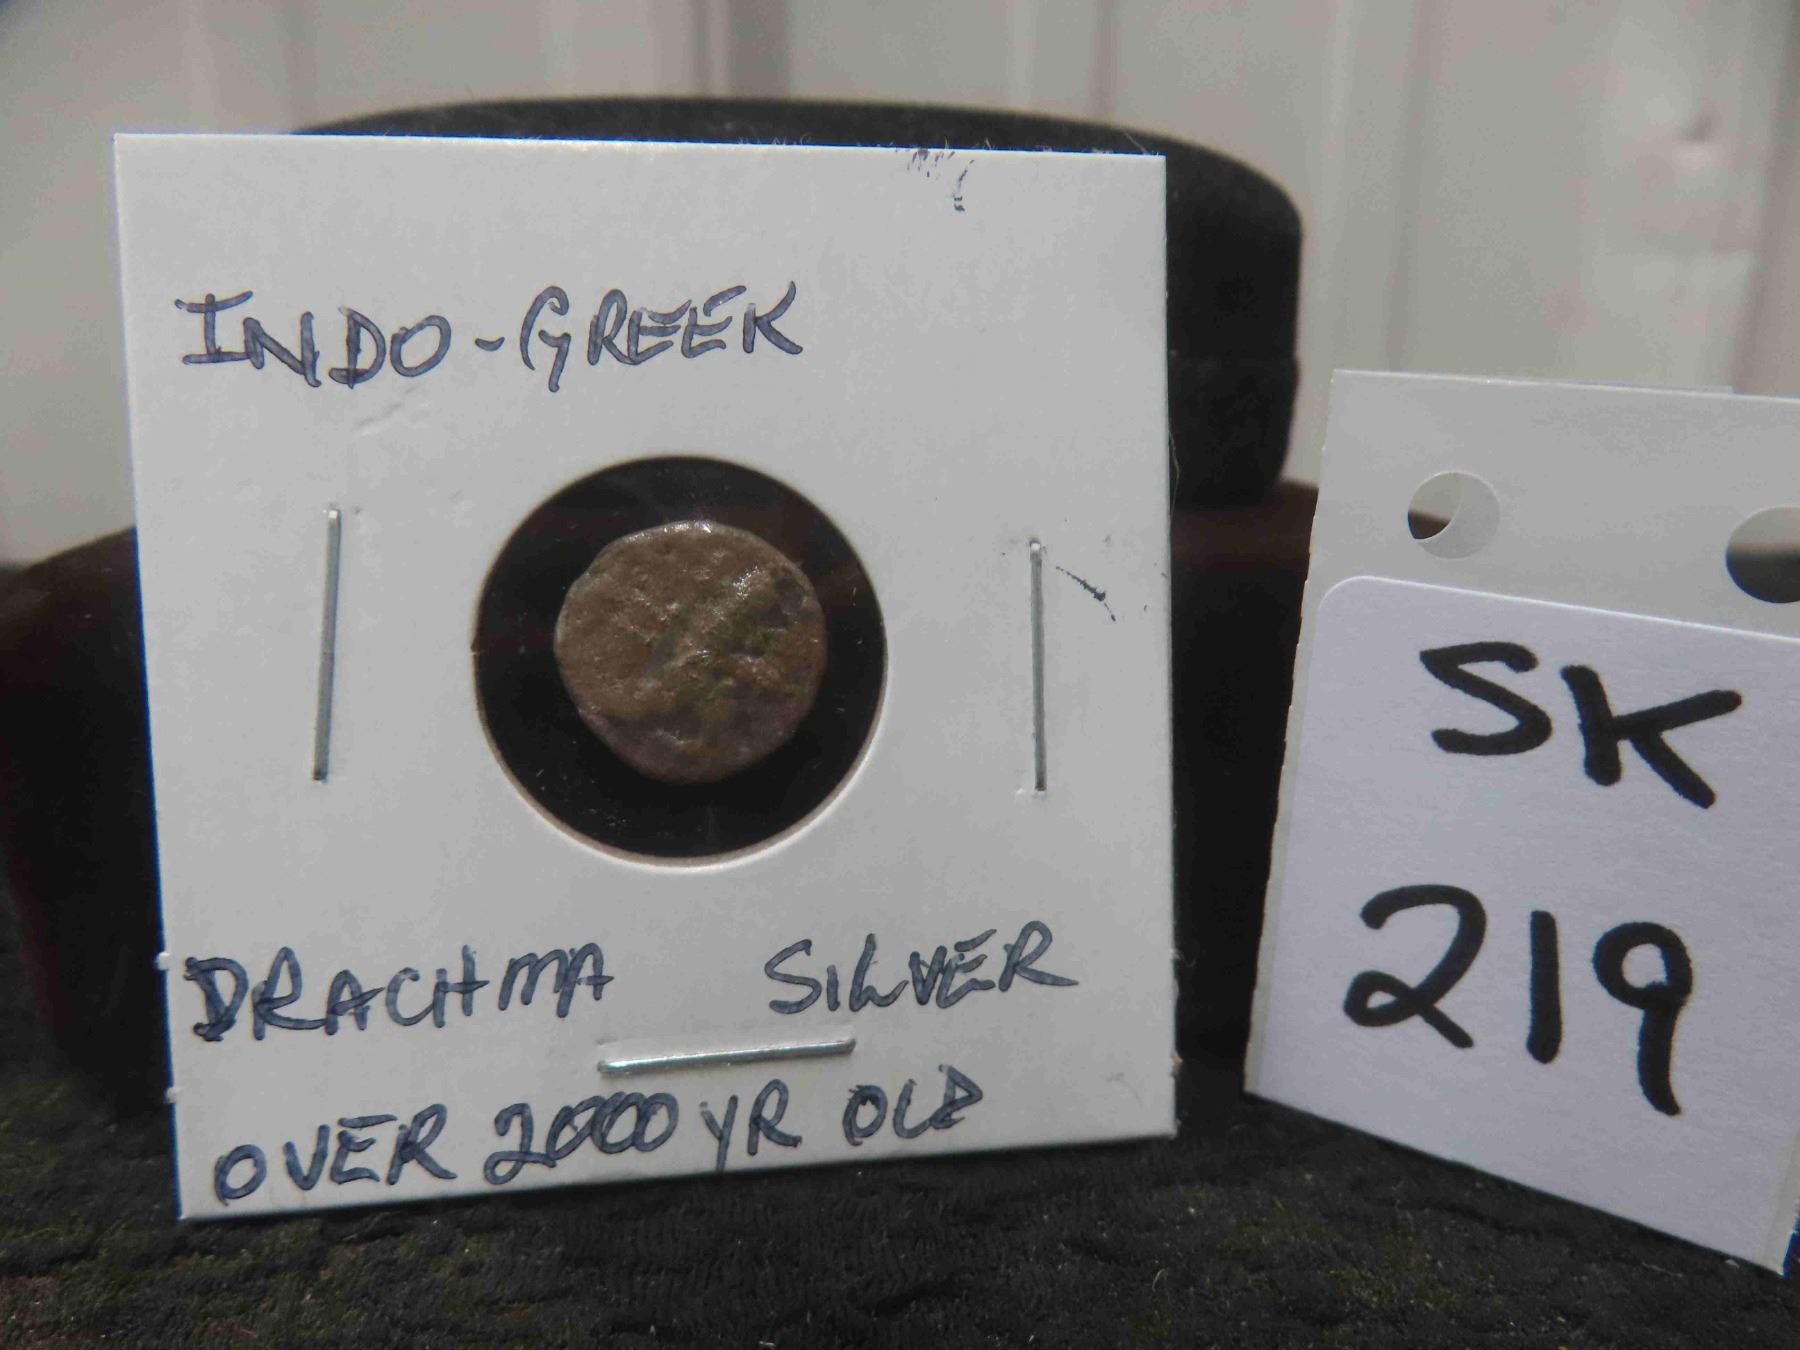 INDO-GREEK
DRACHMA SILVER
OVER 2000 YR OLD
SK
219